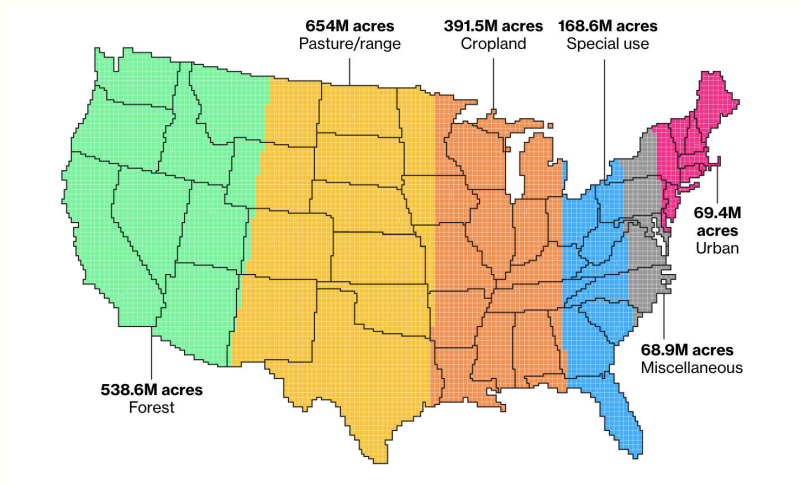 654M acres
Pasture/range
391.5M acres
Cropland
168.6M acres
Special use
69.4M
acres
Urban
68.9M acres
Miscellaneous
538.6M acres
Forest